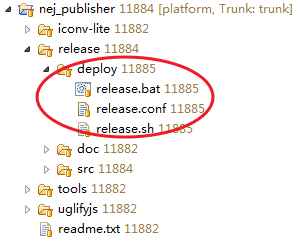 nej_publisher 11884 [platform, Trunk: trunk]
iconv-lite 11882
release 11884
deploy 11885
release.bat 11885
release.conf 11885
release.sh 11885
doc 11882
src 11884
tools 11882
uglifyjs 11882
readme.txt 11882